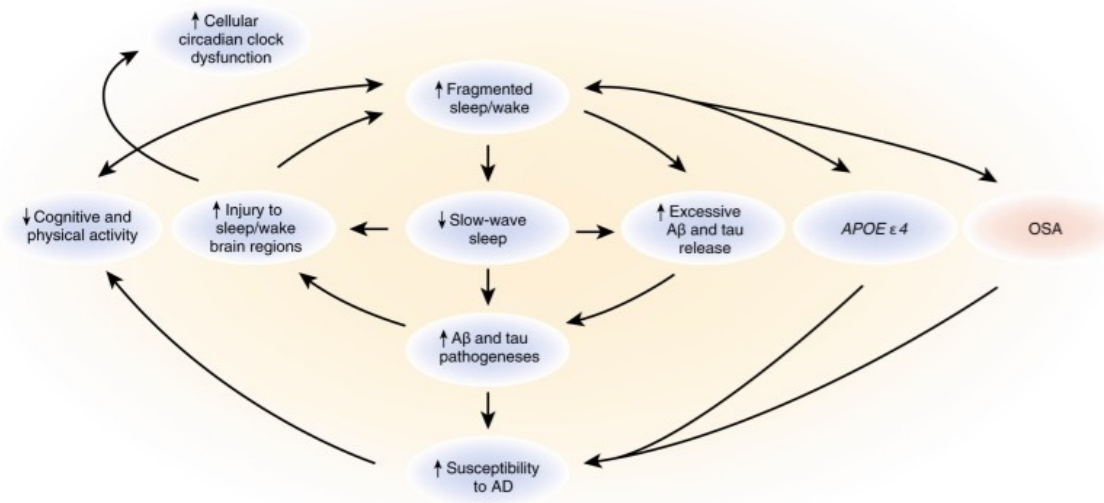 ↑ Cellular
circadian clock
dysfunction
↑ Fragmented
sleep/wake
↓ Cognitive and
physical activity
↑ Injury to
sleep/wake
brain regions
↓ Slow-wave
sleep
↑ Excessive
Aβ and tau
release
APOE ε4
OSA
↑ Aβ and tau
pathogeneses
↑ Susceptibility
to AD